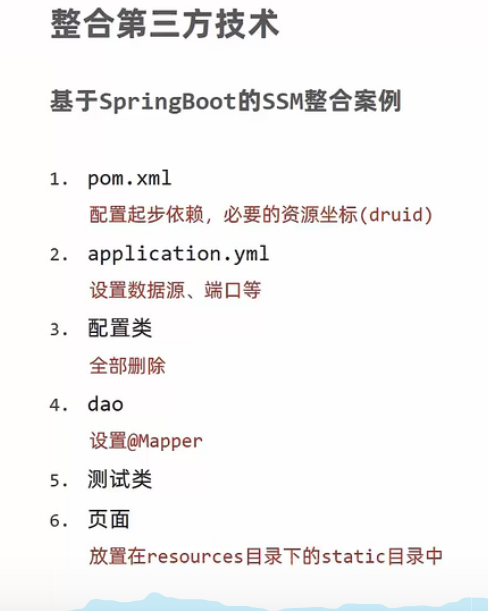 整合第三方技术
基于SpringBoot的SSM整合案例
1. pom.xml
配置起步依赖，必要的资源坐标(druid)
2. application.yml
设置数据源、端口等
3. 配置类
全部删除
4. dao
设置@Mapper
5. 测试类
6. 页面
放置在resources目录下的static目录中